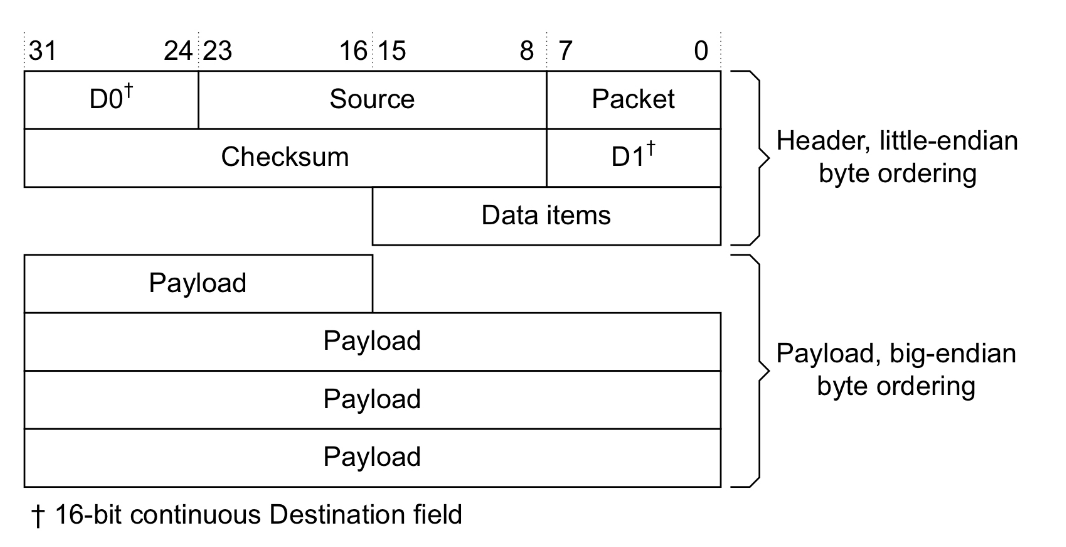 31 24 23 16 15 8 7 0
D0† Source Packet
Checksum D1†
Data items
Header, little-endian
byte ordering
Payload
Payload
Payload
Payload
Payload, big-endian
byte ordering
† 16-bit continuous Destination field